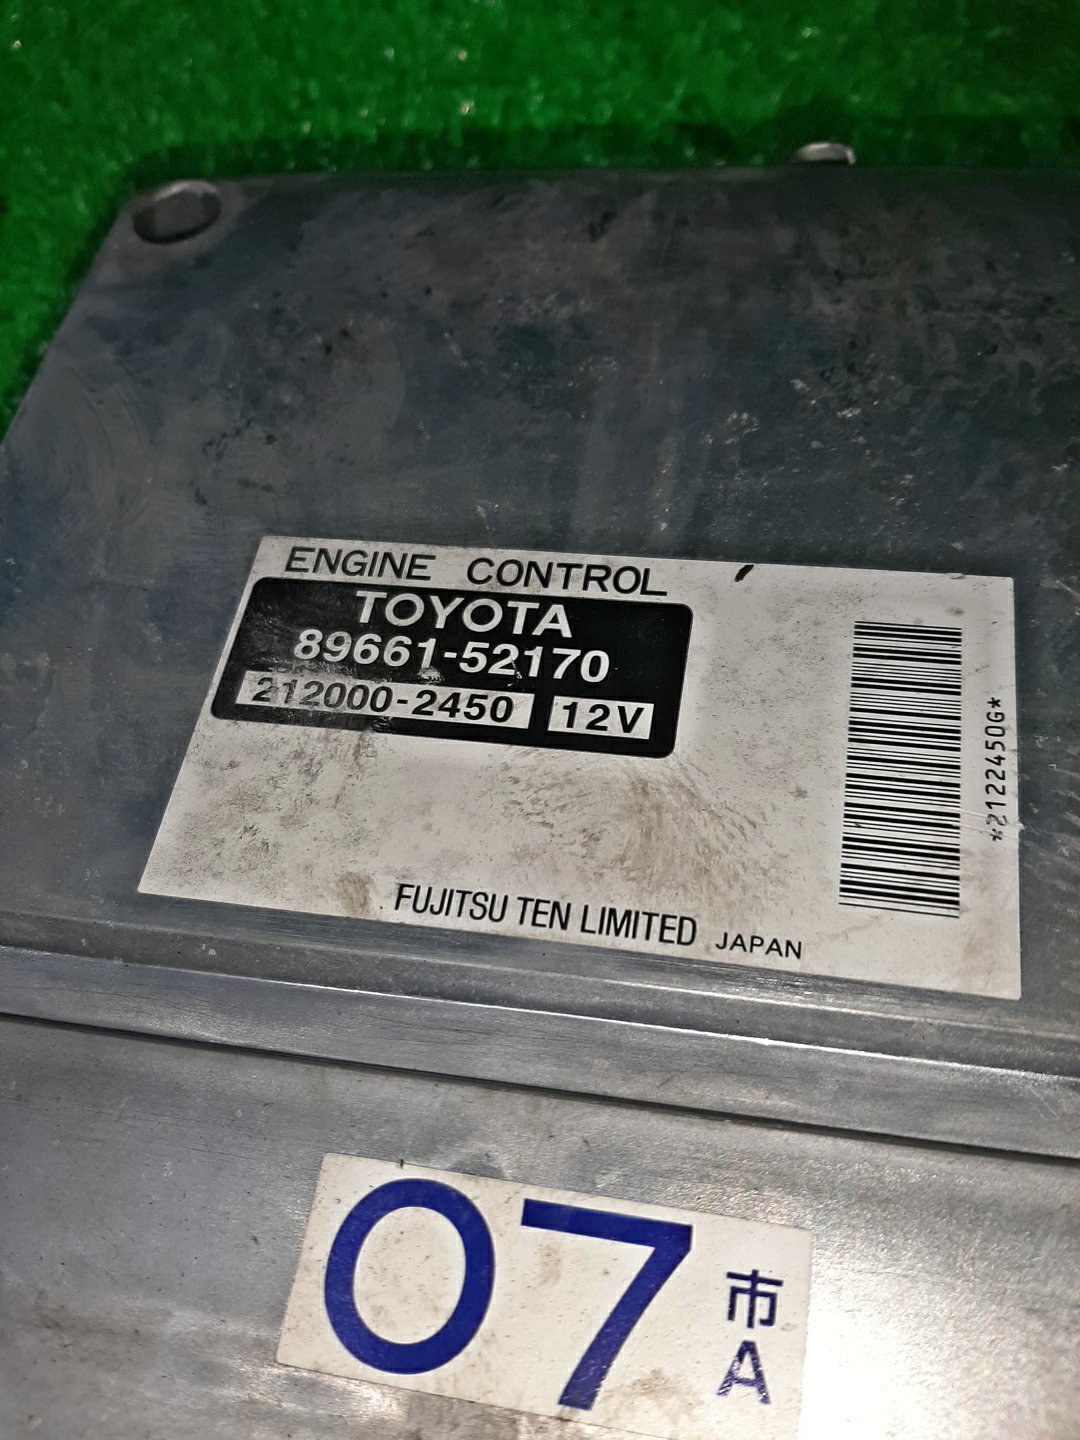 ENGINE CONTROL
TOYOTA
89661-52170
212000-2450 12V
*2122450G*
FUJITSU TEN LIMITED JAPAN
07
市
A